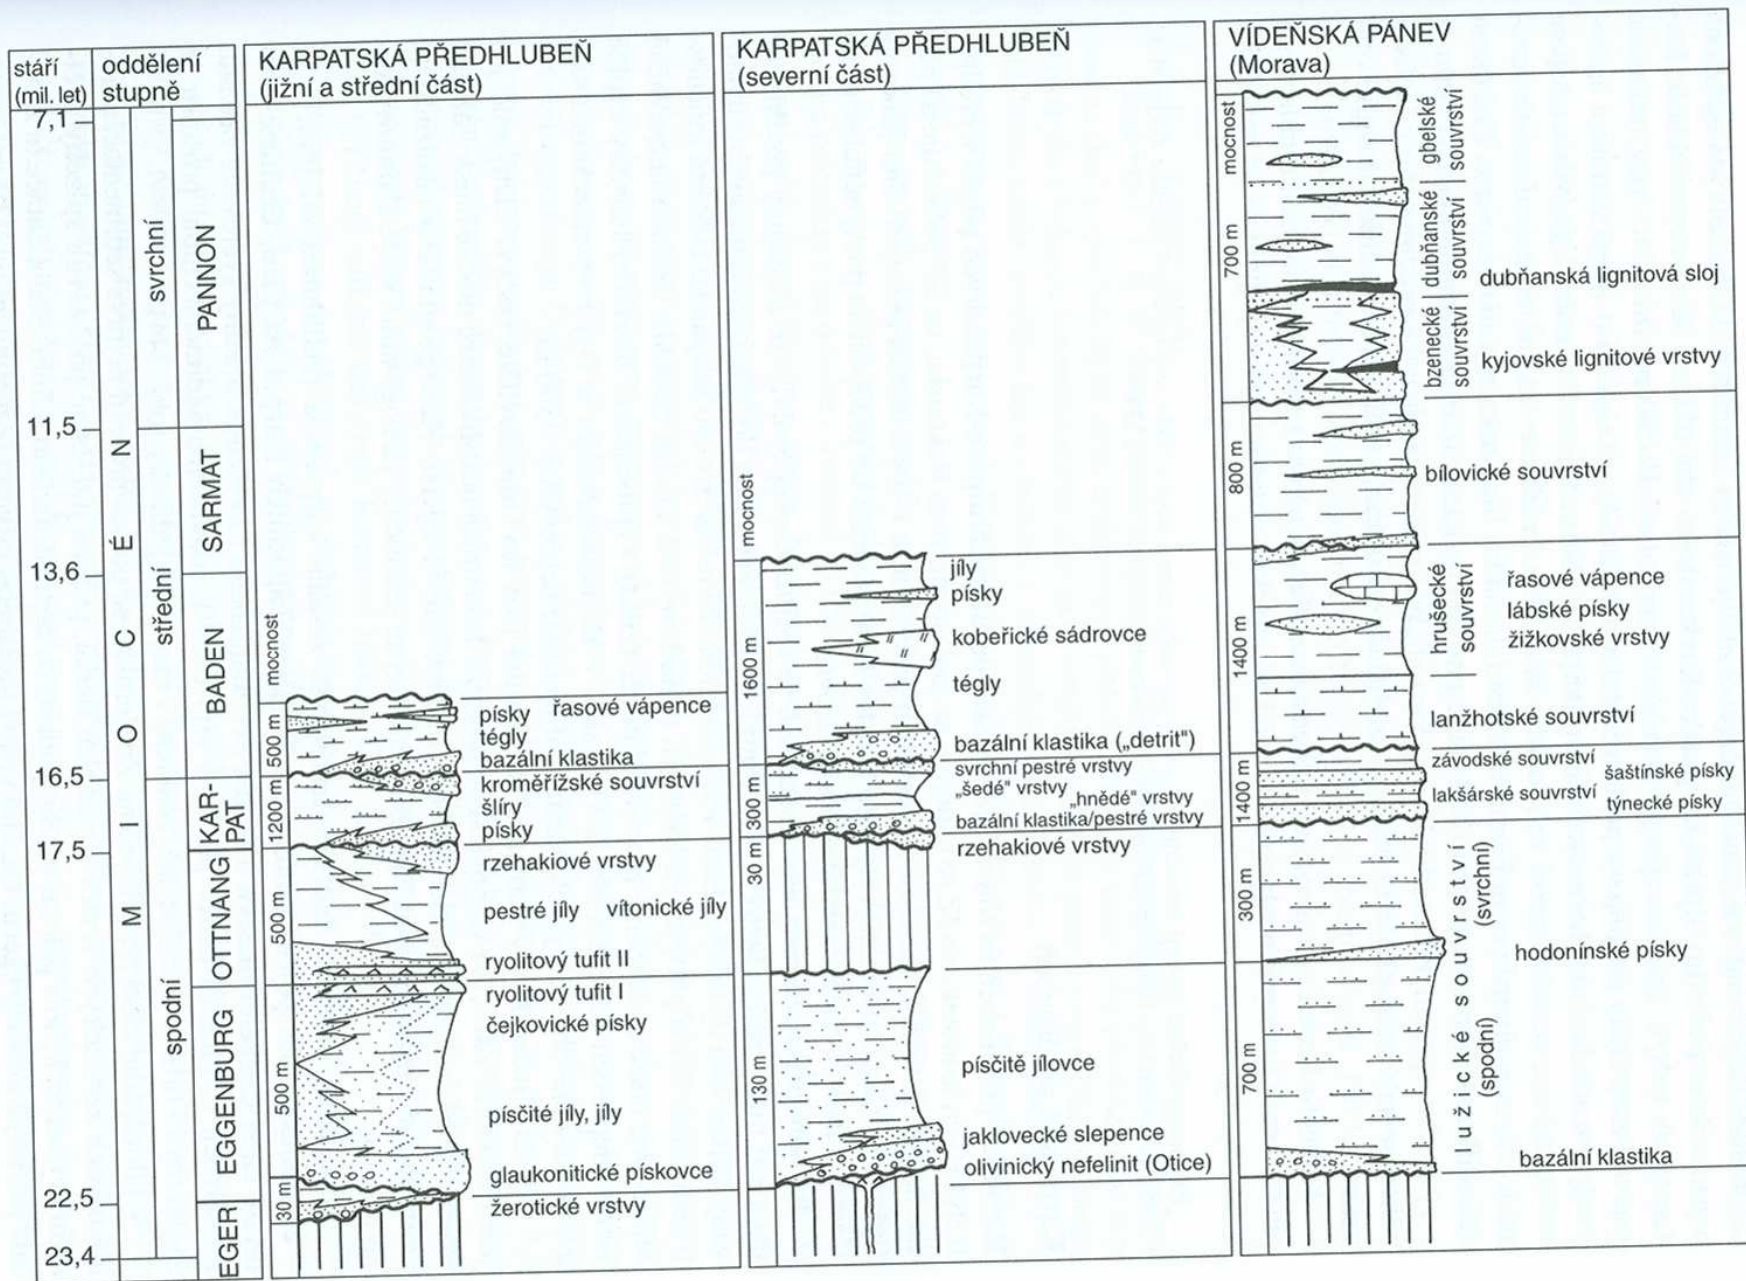 stáří
(mil. let)
oddělení
stupně
7,1
11,5
13,6
16,5
17,5
22,5
23,4
MIOCÉN
svrchní
střední
spodní
PANNON
SARMAT
BADEN
KAR-
PAT
OTTNANG
EGGENBURG
EGER
KARPATSKÁ PŘEDHLUBEŇ
(jižní a střední část)
mocnost
500 m
1200 m
500 m
500 m
30 m
písky řasové vápence
tégly
bazální klastika
kroměřížské souvrství
šlíry
písky
rzehakiové vrstvy
pestré jíly vítonické jíly
ryolitový tufit II
ryolitový tufit I
čejkovické písky
písčité jíly, jíly
glaukonitické pískovce
žerotické vrstvy
KARPATSKÁ PŘEDHLUBEŇ
(severní část)
mocnost
1600 m
300 m
30 m
130 m
jíly
písky
kobeřické sádrovce
tégly
bazální klastika („detrit")
svrchní pestré vrstvy
„šedé" vrstvy
„hnědé" vrstvy
bazální klastika/pestré vrstvy
rzehakiové vrstvy
písčitě jílovce
jaklovecké slepence
olivinický nefelinit (Otice)
VÍDEŇSKÁ PÁNEV
(Morava)
mocnost
700 m
800 m
1400 m
1400 m
300 m
700 m
gbelské
souvrství
dubňanské
souvrství
dubňanská lignitová sloj
bzenecké
souvrství
kyjovské lignitové vrstvy
bílovické souvrství
hrušecké
souvrství
řasové vápence
lábské písky
žižkovské vrstvy
lanžhotské souvrství
závodské souvrství
šaštínské písky
lakšárské souvrství
týnecké písky
lužické souvrství
(svrchní)
(spodní)
hodonínské písky
bazální klastika